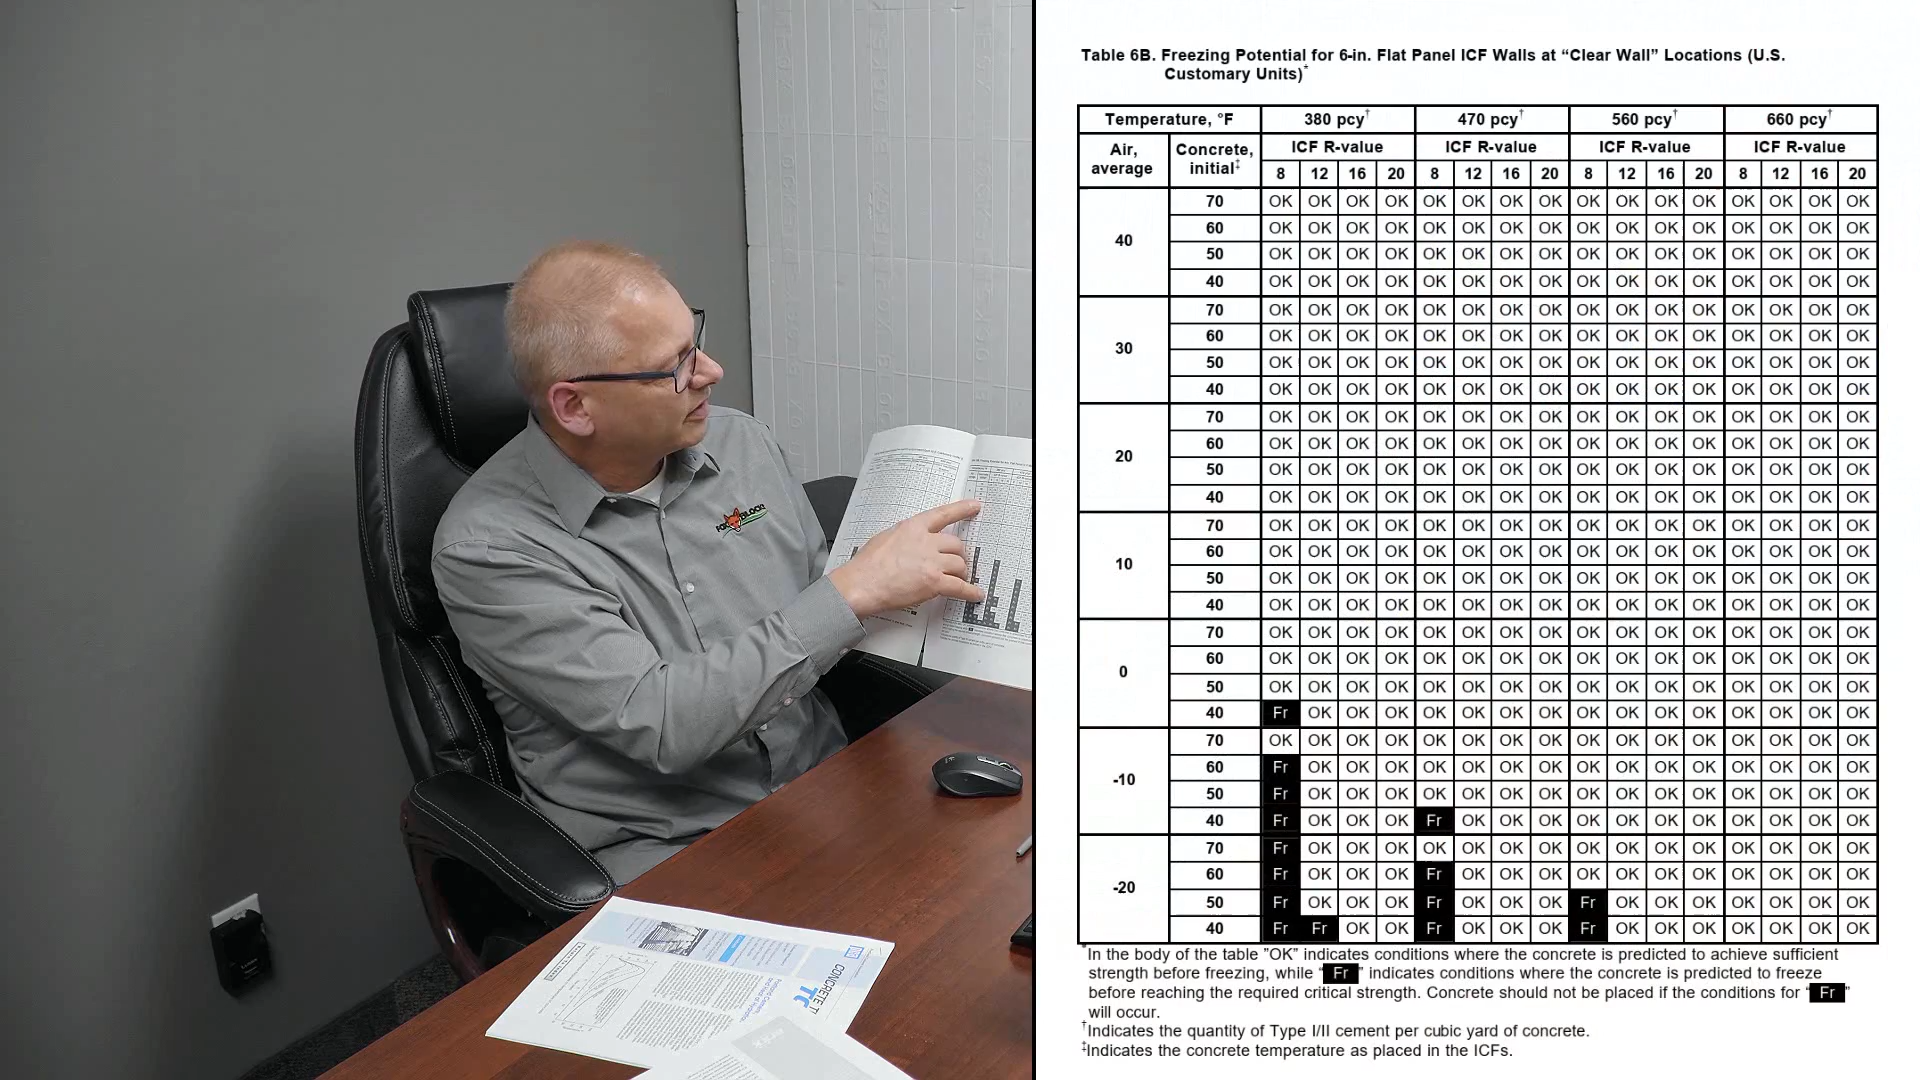 Table 6B. Freezing Potential for 6-in. Flat Panel ICF Walls at “Clear Wall” Locations (U.S.
Customary Units)*
Temperature, °F 380 pcy† 470 pcy† 560 pcy† 660 pcy†
Air, average Concrete, initial‡ ICF R-value ICF R-value ICF R-value ICF R-value
8 12 16 20 8 12 16 20 8 12 16 20 8 12 16 20
40
70 OK OK OK OK OK OK OK OK OK OK OK OK OK OK OK OK
60 OK OK OK OK OK OK OK OK OK OK OK OK OK OK OK OK
50 OK OK OK OK OK OK OK OK OK OK OK OK OK OK OK OK
40 OK OK OK OK OK OK OK OK OK OK OK OK OK OK OK OK
30
70 OK OK OK OK OK OK OK OK OK OK OK OK OK OK OK OK
60 OK OK OK OK OK OK OK OK OK OK OK OK OK OK OK OK
50 OK OK OK OK OK OK OK OK OK OK OK OK OK OK OK OK
40 OK OK OK OK OK OK OK OK OK OK OK OK OK OK OK OK
20
70 OK OK OK OK OK OK OK OK OK OK OK OK OK OK OK OK
60 OK OK OK OK OK OK OK OK OK OK OK OK OK OK OK OK
50 OK OK OK OK OK OK OK OK OK OK OK OK OK OK OK OK
40 OK OK OK OK OK OK OK OK OK OK OK OK OK OK OK OK
10
70 OK OK OK OK OK OK OK OK OK OK OK OK OK OK OK OK
60 OK OK OK OK OK OK OK OK OK OK OK OK OK OK OK OK
50 OK OK OK OK OK OK OK OK OK OK OK OK OK OK OK OK
40 OK OK OK OK OK OK OK OK OK OK OK OK OK OK OK OK
0
70 OK OK OK OK OK OK OK OK OK OK OK OK OK OK OK OK
60 OK OK OK OK OK OK OK OK OK OK OK OK OK OK OK OK
50 OK OK OK OK OK OK OK OK OK OK OK OK OK OK OK OK
40 Fr OK OK OK OK OK OK OK OK OK OK OK OK OK OK OK
-10
70 OK OK OK OK OK OK OK OK OK OK OK OK OK OK OK OK
60 Fr OK OK OK OK OK OK OK OK OK OK OK OK OK OK OK
50 Fr OK OK OK OK OK OK OK OK OK OK OK OK OK OK OK
40 Fr OK OK OK Fr OK OK OK OK OK OK OK OK OK OK OK
-20
70 Fr OK OK OK OK OK OK OK OK OK OK OK OK OK OK OK
60 Fr OK OK OK Fr OK OK OK OK OK OK OK OK OK OK OK
50 Fr OK OK OK Fr OK OK OK Fr OK OK OK OK OK OK OK
40 Fr Fr OK OK Fr OK OK OK Fr OK OK OK OK OK OK OK
*In the body of the table "OK" indicates conditions where the concrete is predicted to achieve sufficient
strength before freezing, while " Fr " indicates conditions where the concrete is predicted to freeze
before reaching the required critical strength. Concrete should not be placed if the conditions for " Fr "
will occur.
†Indicates the quantity of Type I/II cement per cubic yard of concrete.
‡Indicates the concrete temperature as placed in the ICFs.
FOX BLOCKS
CONCRETE